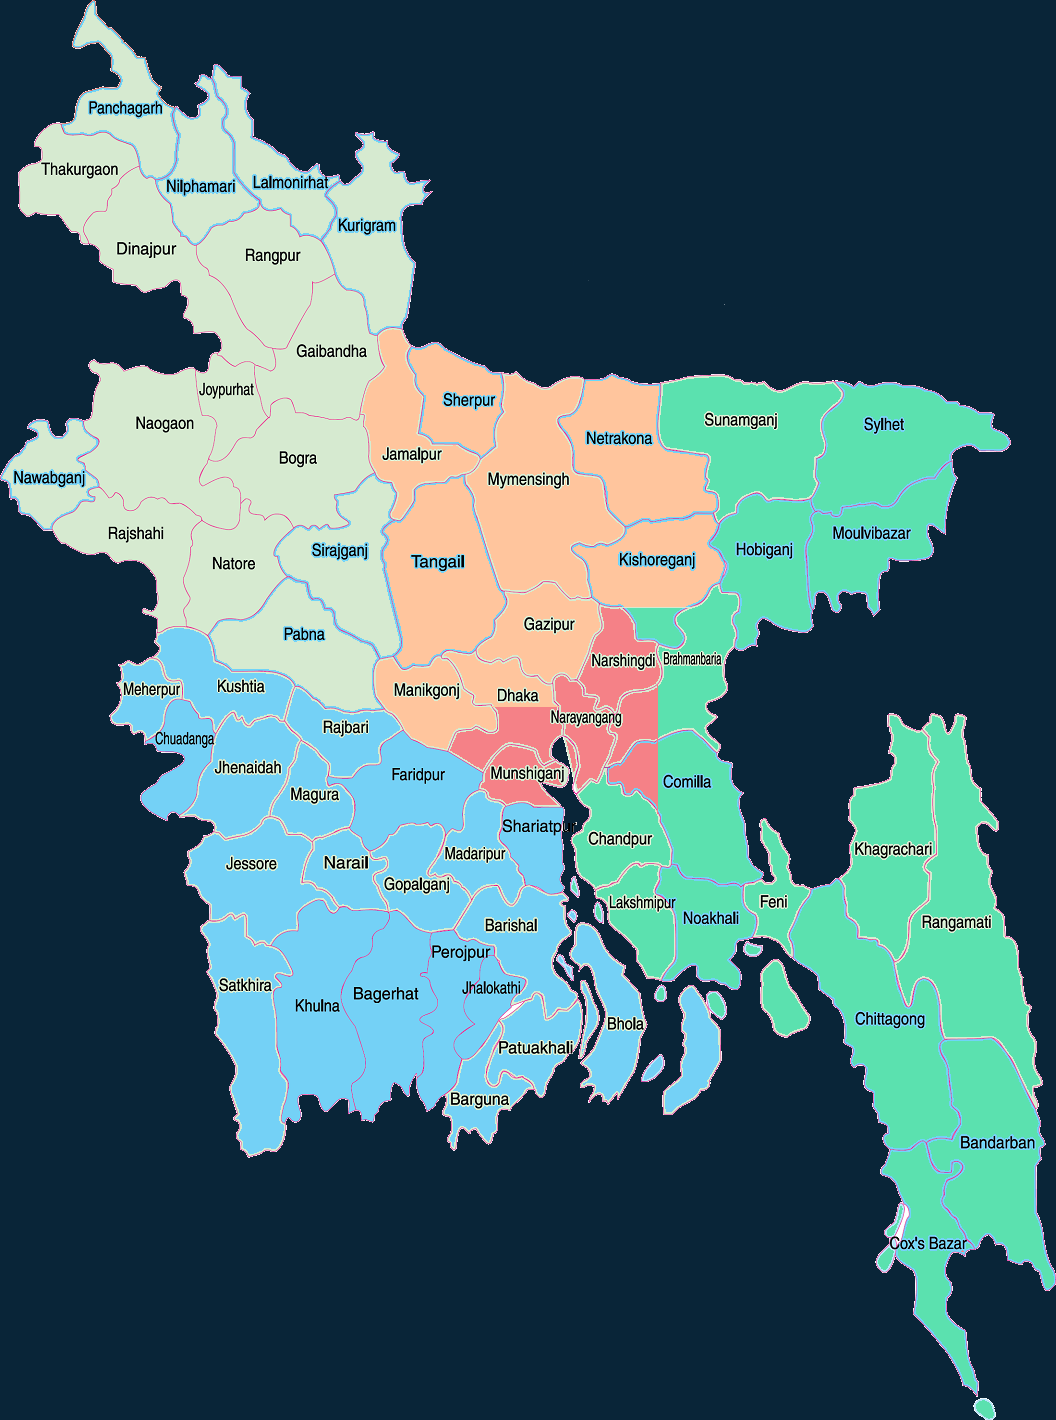 Panchagarh
Thakurgaon
Nilphamari
Lalmonirhat
Kurigram
Dinajpur
Rangpur
Gaibandha
Joypurhat
Sherpur
Naogaon
Netrakona
Sunamganj
Sylhet
Bogra
Jamalpur
Nawabganj
Mymensingh
Rajshahi
Moulvibazar
Hobiganj
Sirajganj
Natore
Tangail
Kishoreganj
Gazipur
Pabna
Narshingdi
Brahmanbaria
Meherpur
Kushtia
Manikgonj
Dhaka
Narayangang
Rajbari
Chuadanga
Jhenaidah
Faridpur
Munshiganj
Comilla
Magura
Shariatpur
Chandpur
Khagrachari
Jessore
Narail
Madaripur
Gopalganj
Lakshmipur
Feni
Noakhali
Rangamati
Barishal
Perojpur
Satkhira
Khulna
Bagerhat
Jhalokathi
Bhola
Chittagong
Patuakhali
Barguna
Bandarban
Cox's Bazar